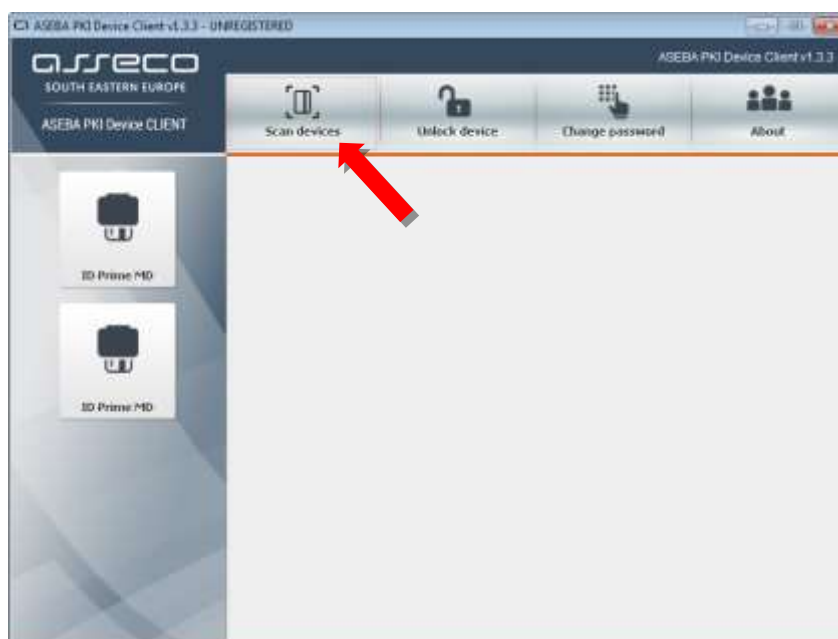 ASEBA PKI Device Client v1.3.3 - UNREGISTERED
asseco
SOUTH EASTERN EUROPE
ASEBA PKI Device CLIENT
ASEBA PKI Device Client v1.3.3
Scan devices
Unlock device
Change password
About
ID Prime MD
ID Prime MD